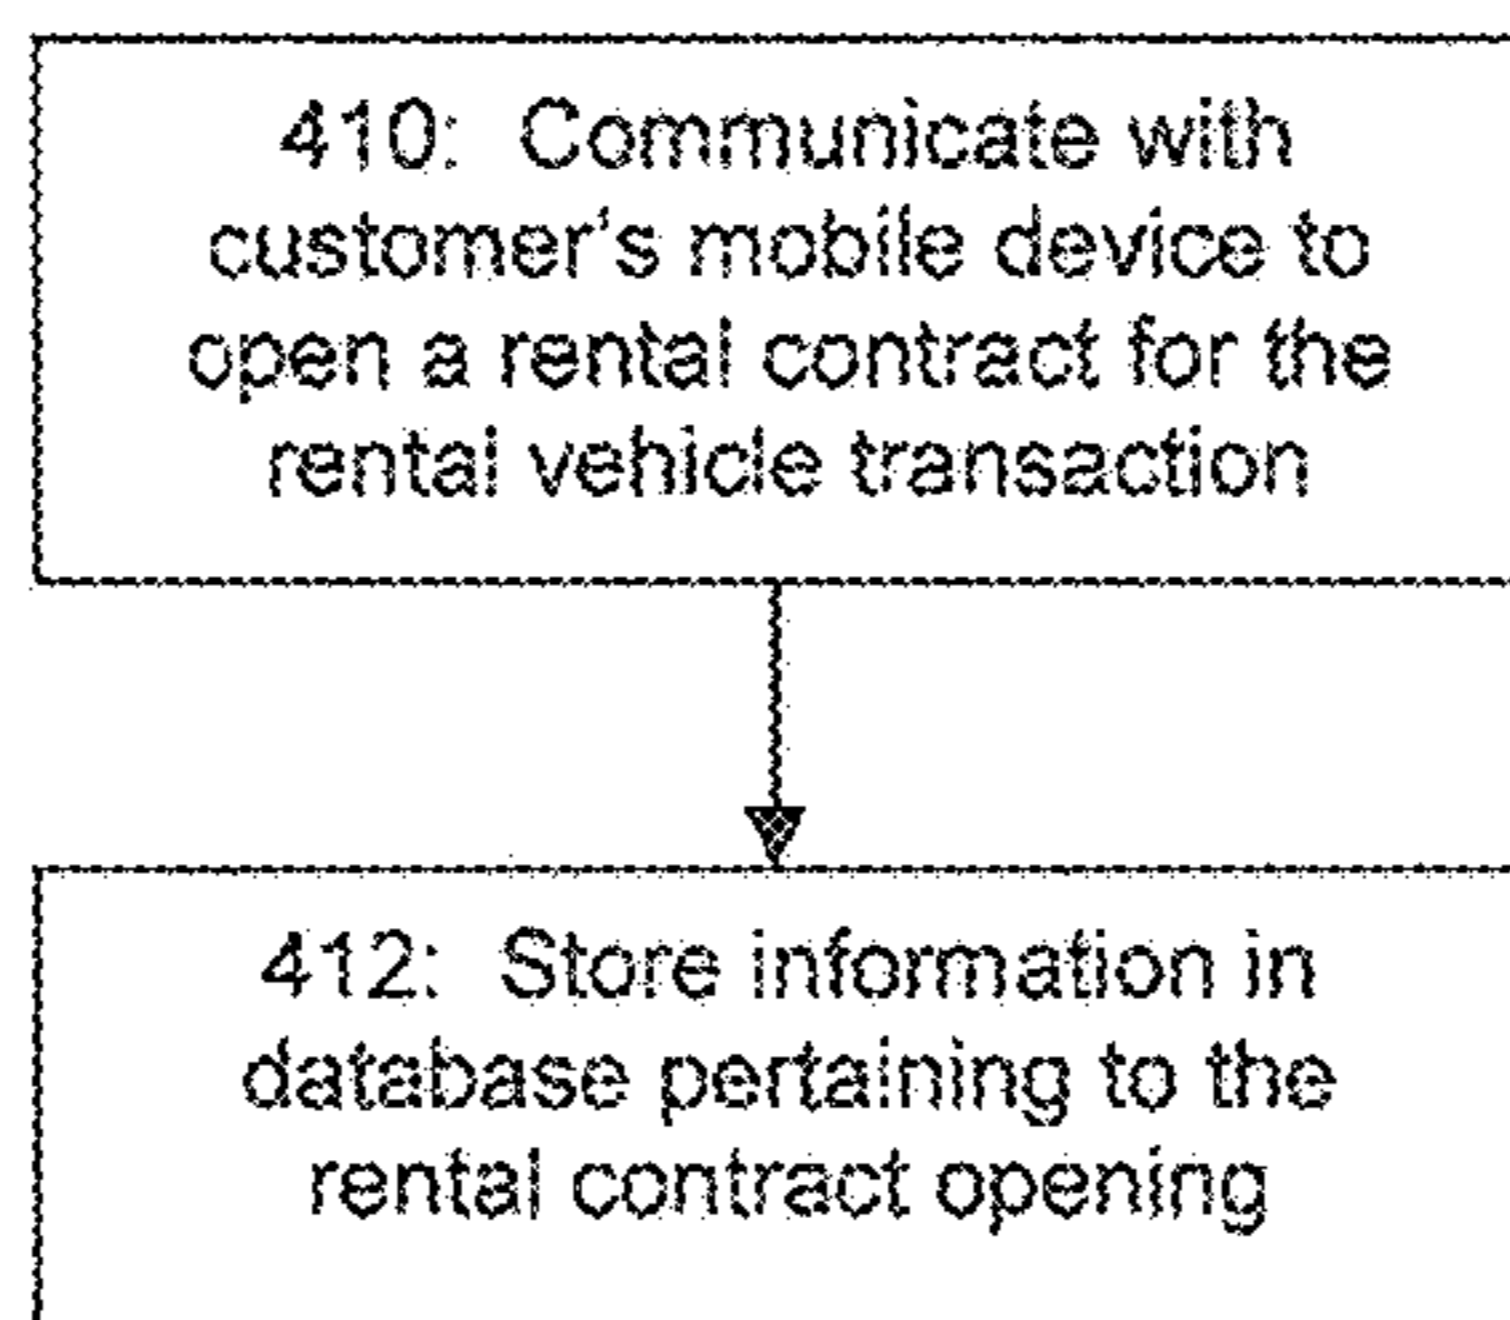 410: Communicate with
customer's mobile device to
open a rental contract for the
rental vehicle transaction
412: Store information in
database pertaining to the
rental contract opening